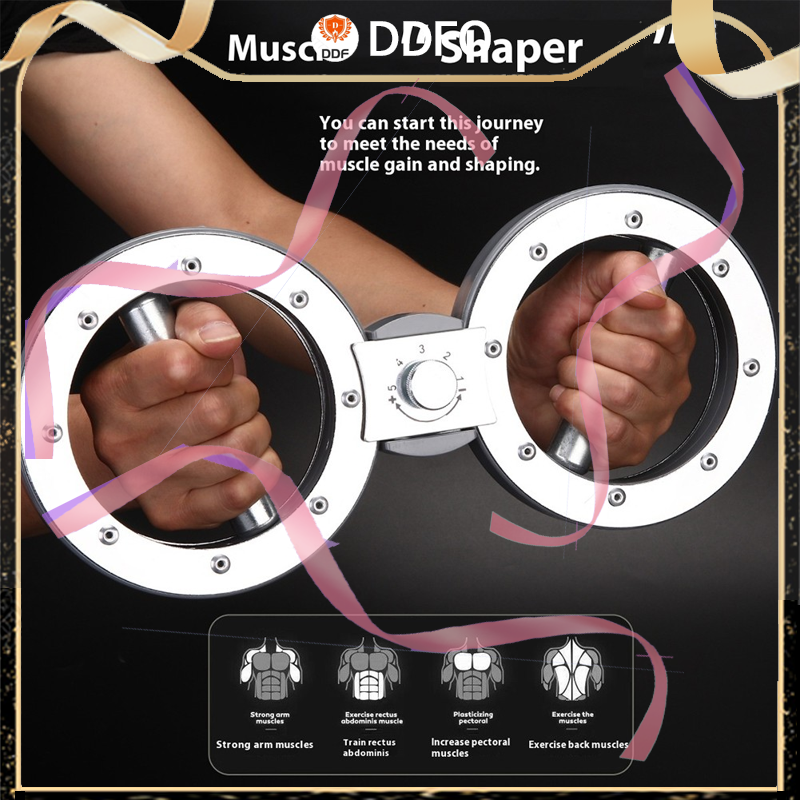 Musc
DDF
DDFO
" Shaper "
You can start this journey
to meet the needs of
muscle gain and shaping.
5 4 3 2 1
+ −
Strong arm
muscles
Exercise rectus
abdominis muscle
Plasticizing
pectoral
Exercise the
muscles
Strong arm muscles
Train rectus
abdominis
Increase pectoral
muscles
Exercise back muscles